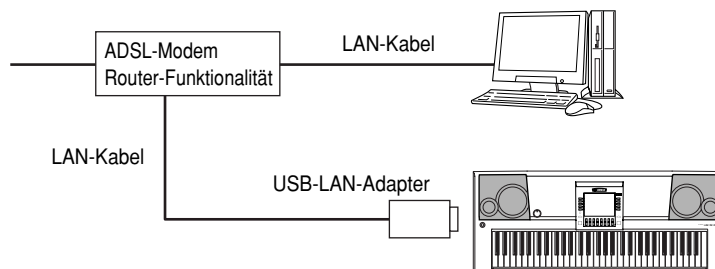 ADSL-Modem
Router-Funktionalität
LAN-Kabel
LAN-Kabel
USB-LAN-Adapter